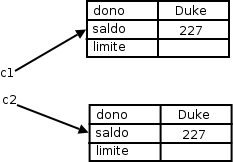 dono Duke
saldo 227
limite
c1
c2
dono Duke
saldo 227
limite